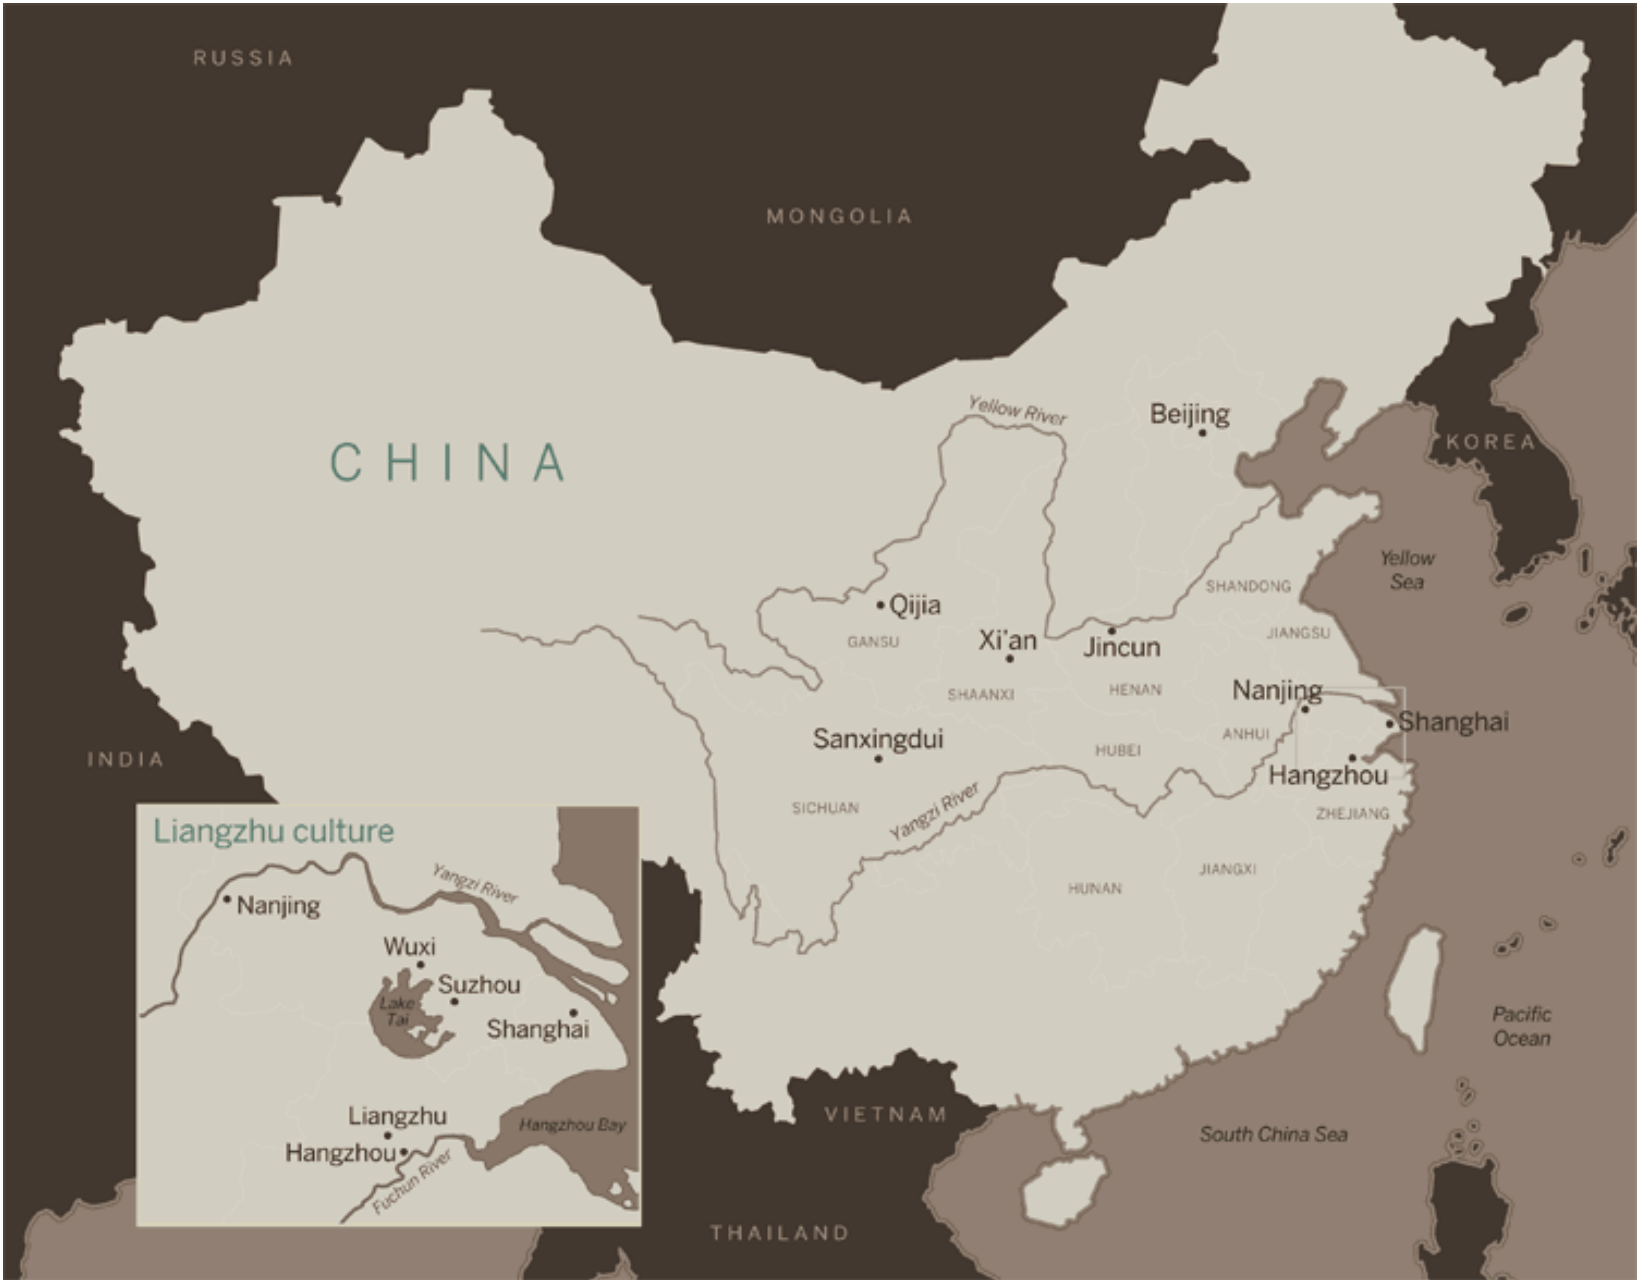 RUSSIA
MONGOLIA
CHINA
Yellow River
Beijing
KOREA
Yellow
Sea
SHANDONG
Qijia
GANSU
Xi'an
Jincun
JIANGSU
SHAANXI
HENAN
Nanjing
Shanghai
Sanxingdui
HUBEI
ANHUI
Hangzhou
INDIA
SICHUAN
Yangzi River
ZHEJIANG
JIANGXI
HUNAN
Liangzhu culture
Yangzi River
Nanjing
Wuxi
Suzhou
Lake
Tai
Shanghai
Liangzhu
Hangzhou
Hangzhou Bay
Fuchun River
Pacific
Ocean
VIETNAM
South China Sea
THAILAND